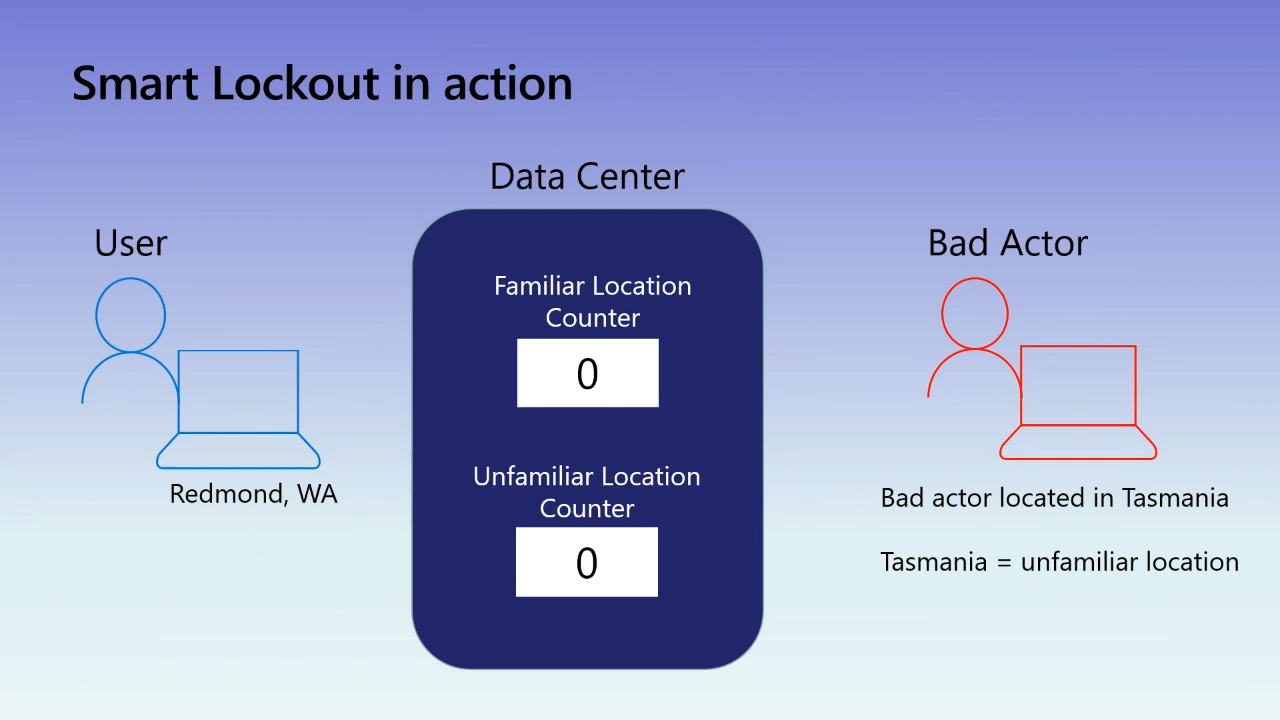 Smart Lockout in action
Data Center
User
Bad Actor
Familiar Location
Counter
0
Unfamiliar Location
Counter
0
Redmond, WA
Bad actor located in Tasmania
Tasmania = unfamiliar location